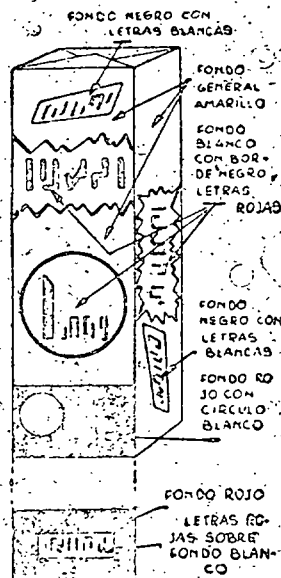 FONDO NEGRO CON
LETRAS BLANCAS
FONDO
GENERAL
AMARILLO
FONDO
BLANCO
CON BOR-
DE NEGRO
LETRAS
ROJAS
FONDO
NEGRO CON
LETRAS
BLANCAS
FONDO RO
JO CON
CIRCULO
BLANCO
FONDO ROJO
LETRAS RO-
JAS SOBRE
FONDO BLAN-
CO